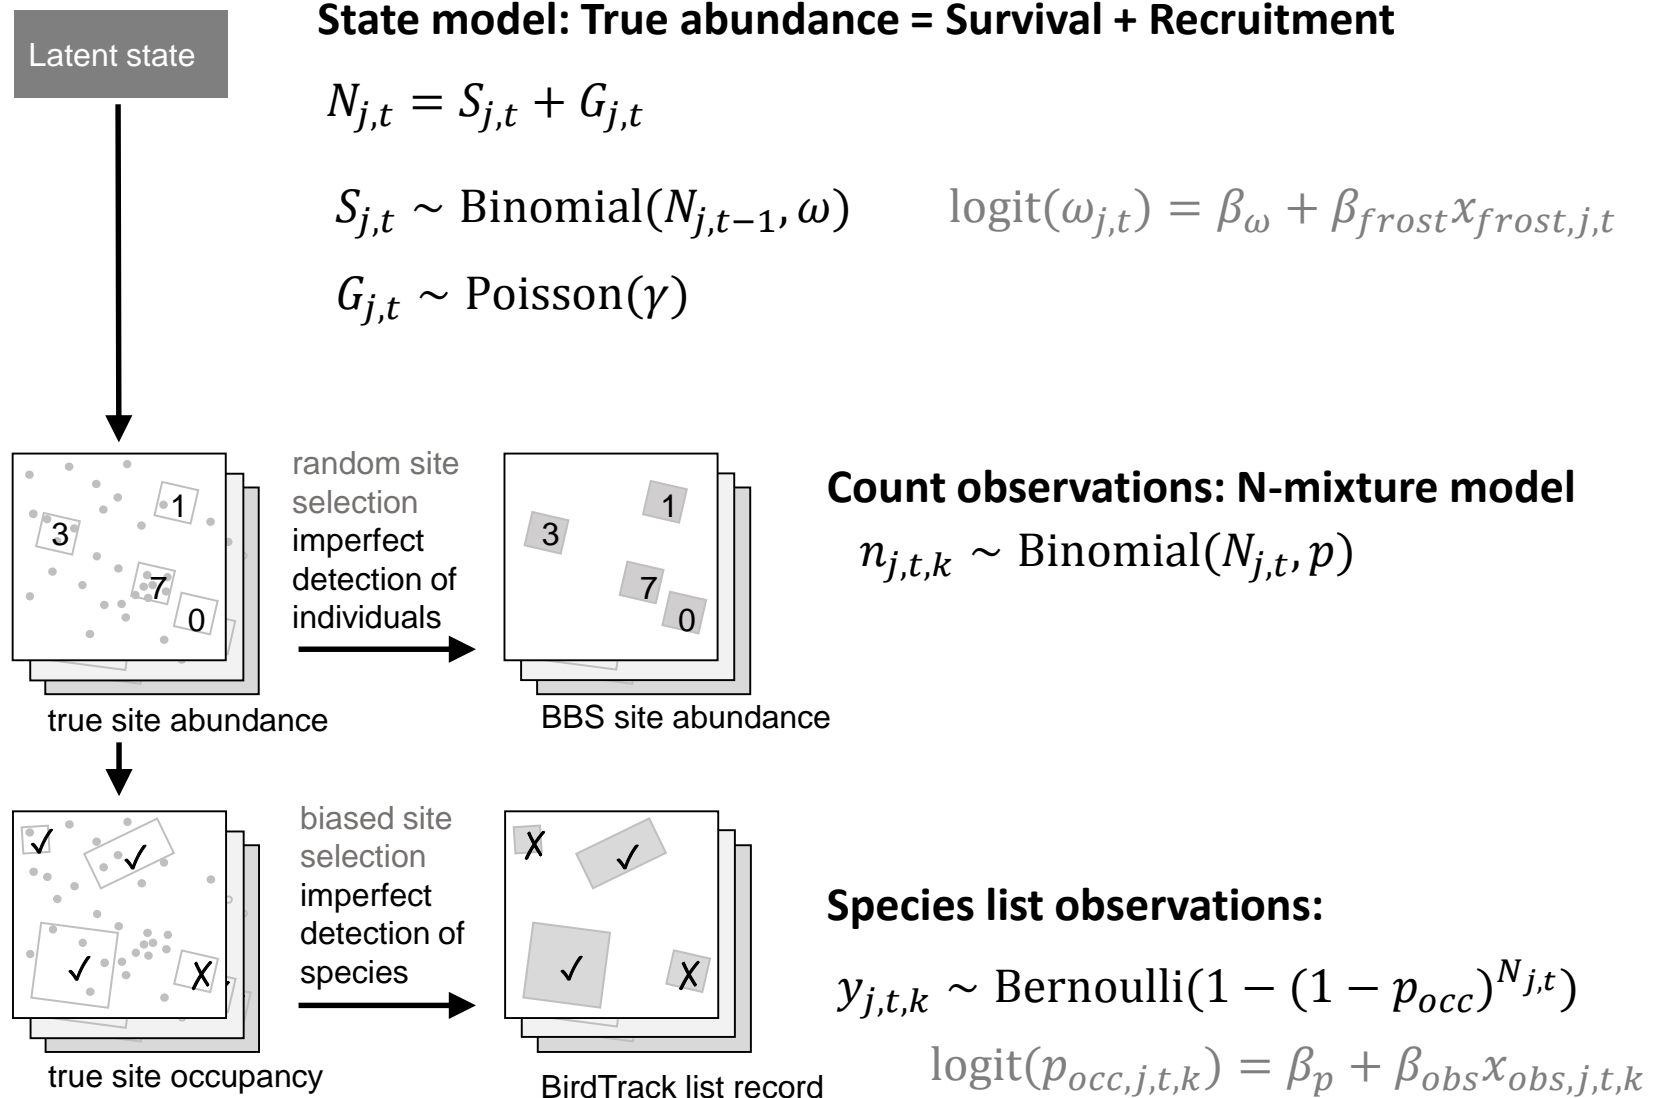 State model: True abundance = Survival + Recruitment
Latent state
N_{j,t} = S_{j,t} + G_{j,t}
S_{j,t} ~ Binomial(N_{j,t−1}, ω)
logit(ω_{j,t}) = β_ω + β_{frost}x_{frost,j,t}
G_{j,t} ~ Poisson(γ)
1
3
7
0
true site abundance
random site
selection
imperfect
detection of
individuals
1
3
7
0
BBS site abundance
Count observations: N-mixture model
n_{j,t,k} ~ Binomial(N_{j,t}, p)
✓
✓
✓
✗
true site occupancy
biased site
selection
imperfect
detection of
species
✗
✓
✓
✗
BirdTrack list record
Species list observations:
y_{j,t,k} ~ Bernoulli(1 − (1 − p_{occ})^{N_{j,t}})
logit(p_{occ,j,t,k}) = β_p + β_{obs}x_{obs,j,t,k}